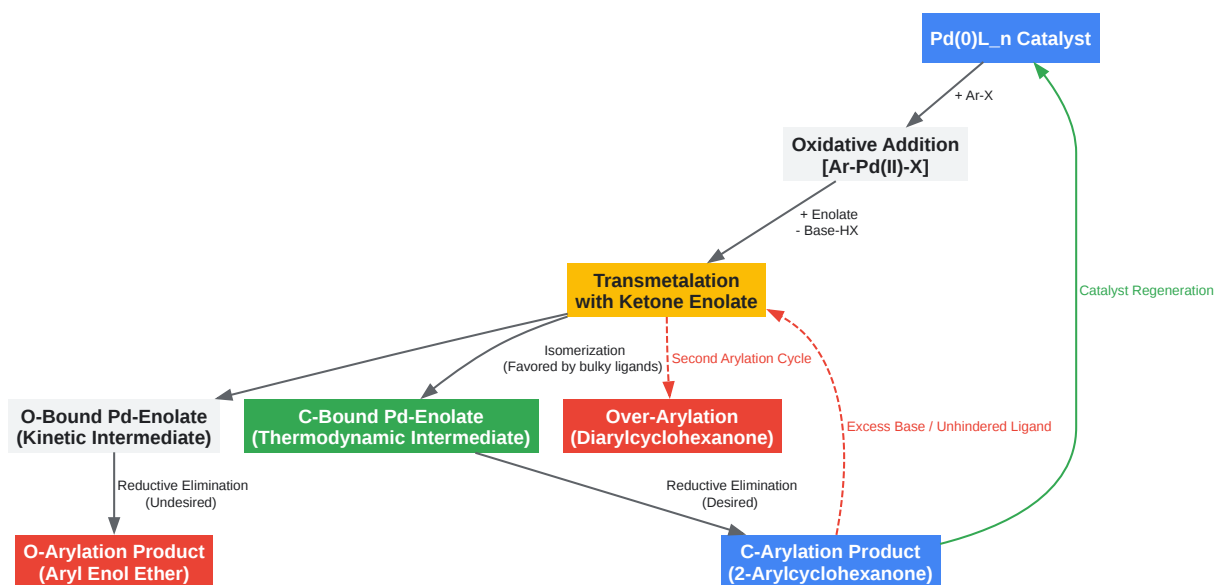 Pd(0)L_n Catalyst
+ Ar-X
Oxidative Addition
[Ar-Pd(II)-X]
+ Enolate
- Base-HX
Transmetalation
with Ketone Enolate
Catalyst Regeneration
Isomerization
(Favored by bulky ligands)
Second Arylation Cycle
O-Bound Pd-Enolate
(Kinetic Intermediate)
C-Bound Pd-Enolate
(Thermodynamic Intermediate)
Over-Arylation
(Diarylcyclohexanone)
Excess Base / Unhindered Ligand
Reductive Elimination
(Undesired)
Reductive Elimination
(Desired)
O-Arylation Product
(Aryl Enol Ether)
C-Arylation Product
(2-Arylcyclohexanone)